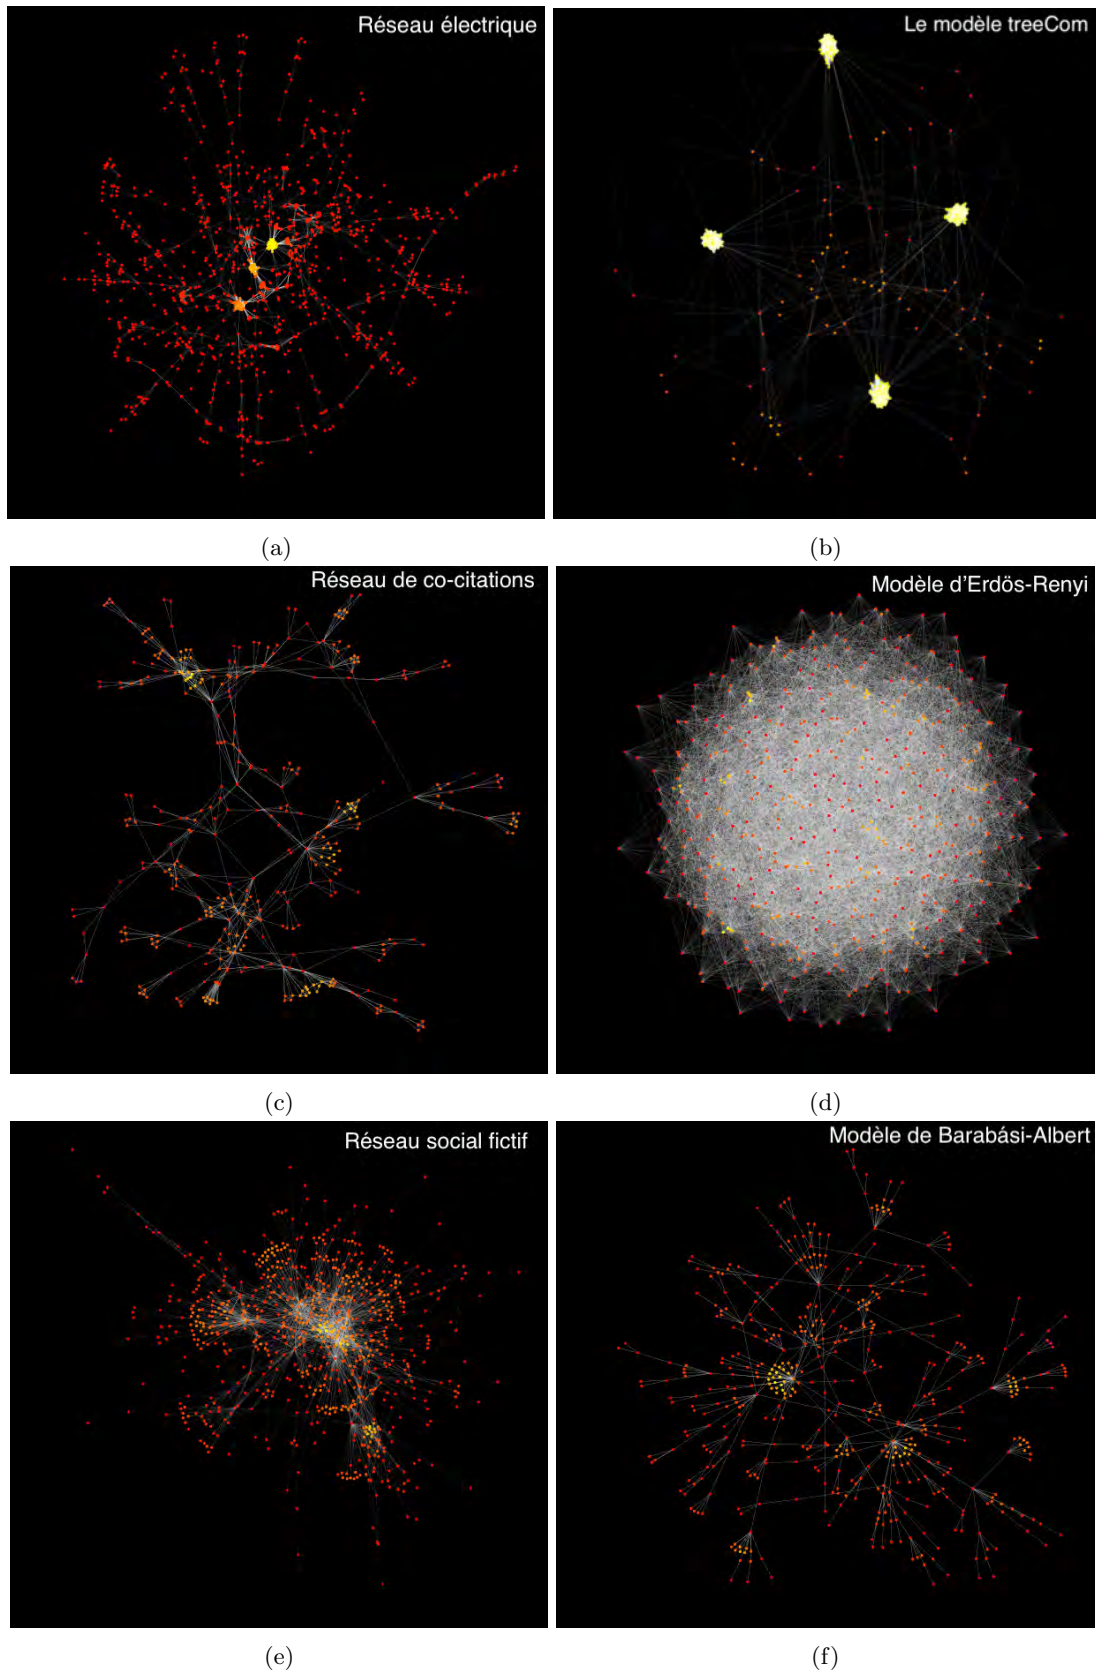 Réseau électrique
Le modèle treeCom
(a)
(b)
Réseau de co-citations
Modèle d'Erdös-Renyi
(c)
(d)
Réseau social fictif
Modèle de Barabási-Albert
(e)
(f)